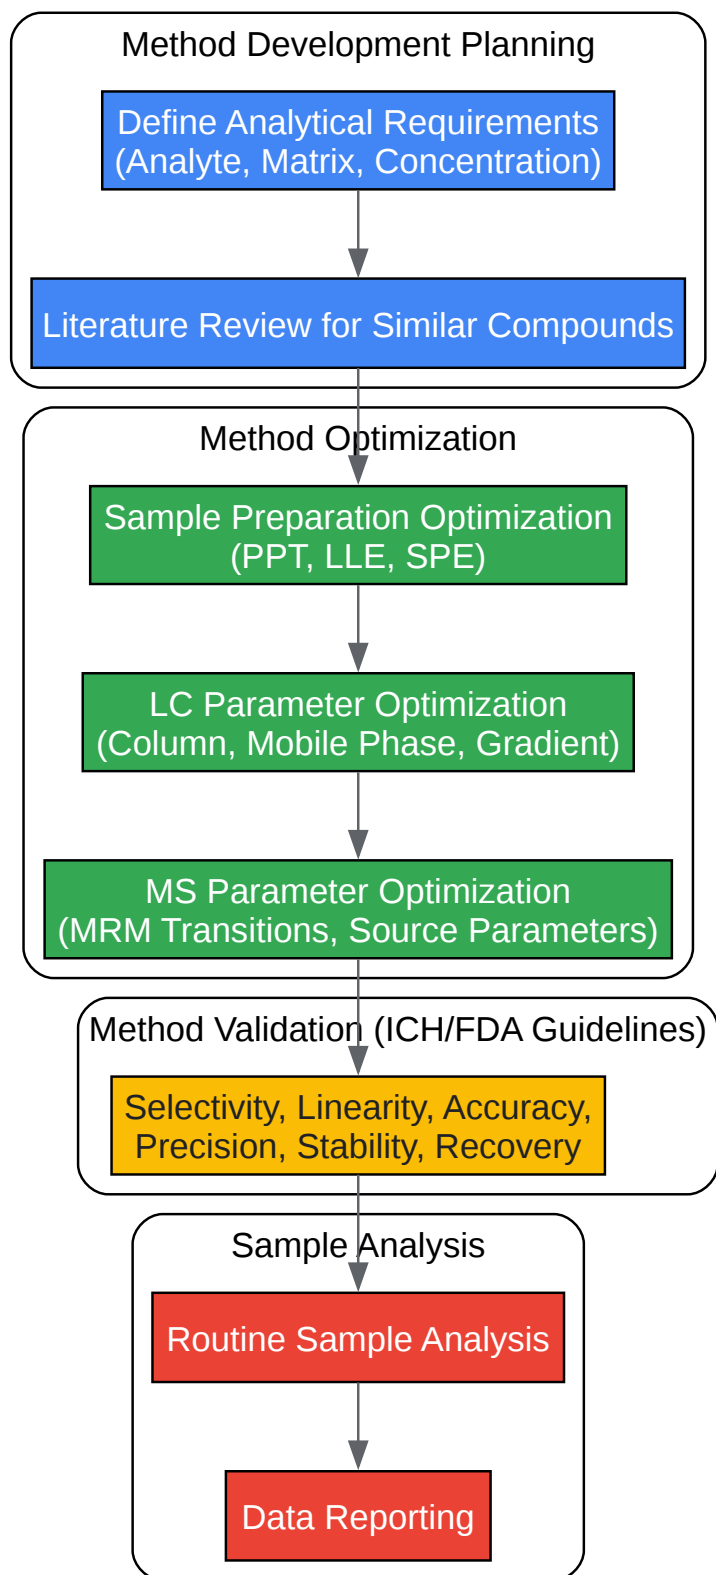 Method Development Planning
Define Analytical Requirements
(Analyte, Matrix, Concentration)
Literature Review for Similar Compounds
Method Optimization
Sample Preparation Optimization
(PPT, LLE, SPE)
LC Parameter Optimization
(Column, Mobile Phase, Gradient)
MS Parameter Optimization
(MRM Transitions, Source Parameters)
Method Validation (ICH/FDA Guidelines)
Selectivity, Linearity, Accuracy,
Precision, Stability, Recovery
Sample Analysis
Routine Sample Analysis
Data Reporting